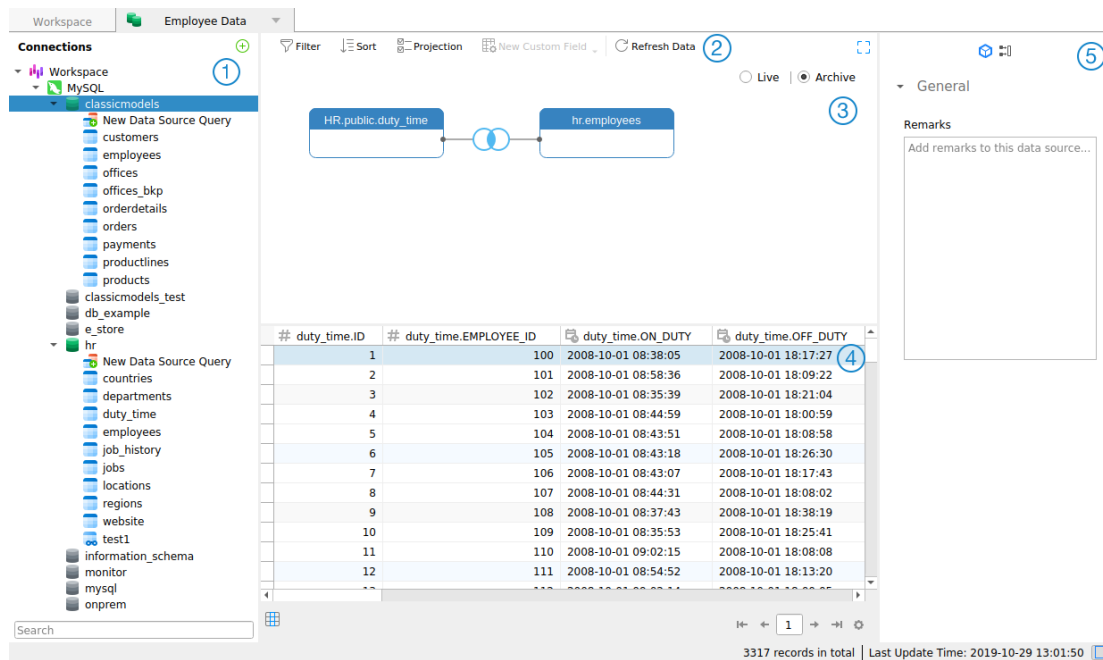 Workspace
Employee Data
Connections
1
Workspace
MySQL
classicmodels
New Data Source Query
customers
employees
offices
offices_bkp
orderdetails
orders
payments
productlines
products
classicmodels_test
db_example
e_store
hr
New Data Source Query
countries
departments
duty_time
employees
job_history
jobs
locations
regions
website
test1
information_schema
monitor
mysql
onprem
Search
Filter Sort Projection New Custom Field Refresh Data 2
Live | Archive
3
HR.public.duty_time
hr.employees
# duty_time.ID # duty_time.EMPLOYEE_ID duty_time.ON_DUTY duty_time.OFF_DUTY
1 100 2008-10-01 08:38:05 2008-10-01 18:17:27 4
2 101 2008-10-01 08:58:36 2008-10-01 18:09:22
3 102 2008-10-01 08:35:39 2008-10-01 18:21:04
4 103 2008-10-01 08:44:59 2008-10-01 18:00:59
5 104 2008-10-01 08:43:51 2008-10-01 18:08:58
6 105 2008-10-01 08:43:18 2008-10-01 18:26:30
7 106 2008-10-01 08:43:07 2008-10-01 18:17:43
8 107 2008-10-01 08:44:31 2008-10-01 18:08:02
9 108 2008-10-01 08:37:43 2008-10-01 18:38:19
10 109 2008-10-01 08:35:53 2008-10-01 18:25:41
11 110 2008-10-01 09:02:15 2008-10-01 18:08:08
12 111 2008-10-01 08:54:52 2008-10-01 18:13:20
1
5
General
Remarks
Add remarks to this data source...
3317 records in total | Last Update Time: 2019-10-29 13:01:50